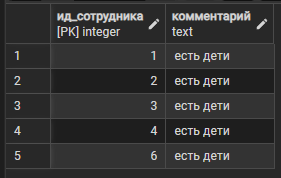 ид_сотрудника комментарий
[PK] integer text
1 1 есть дети
2 2 есть дети
3 3 есть дети
4 4 есть дети
5 6 есть дети